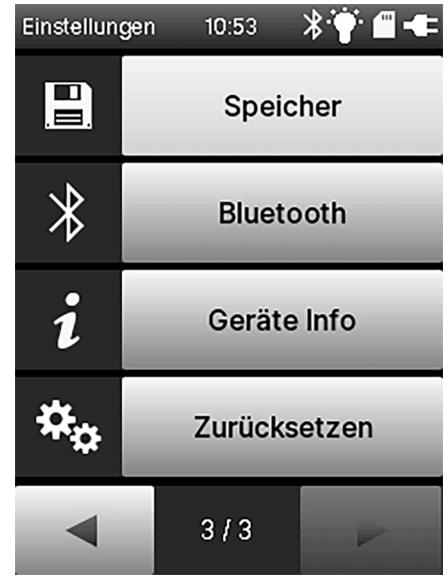 Einstellungen 10:53
Speicher
Bluetooth
Geräte Info
Zurücksetzen
3 / 3